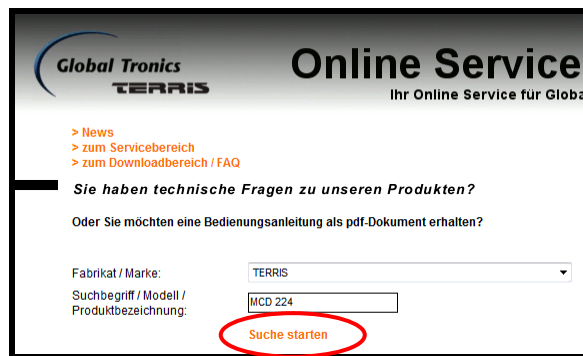 Global Tronics
TERRIS
Online Service
Ihr Online Service für Globa
> News
> zum Servicebereich
> zum Downloadbereich / FAQ
Sie haben technische Fragen zu unseren Produkten?
Oder Sie möchten eine Bedienungsanleitung als pdf-Dokument erhalten?
Fabrikat / Marke: TERRIS
Suchbegriff / Modell /
Produktbezeichnung: MCD 224
Suche starten